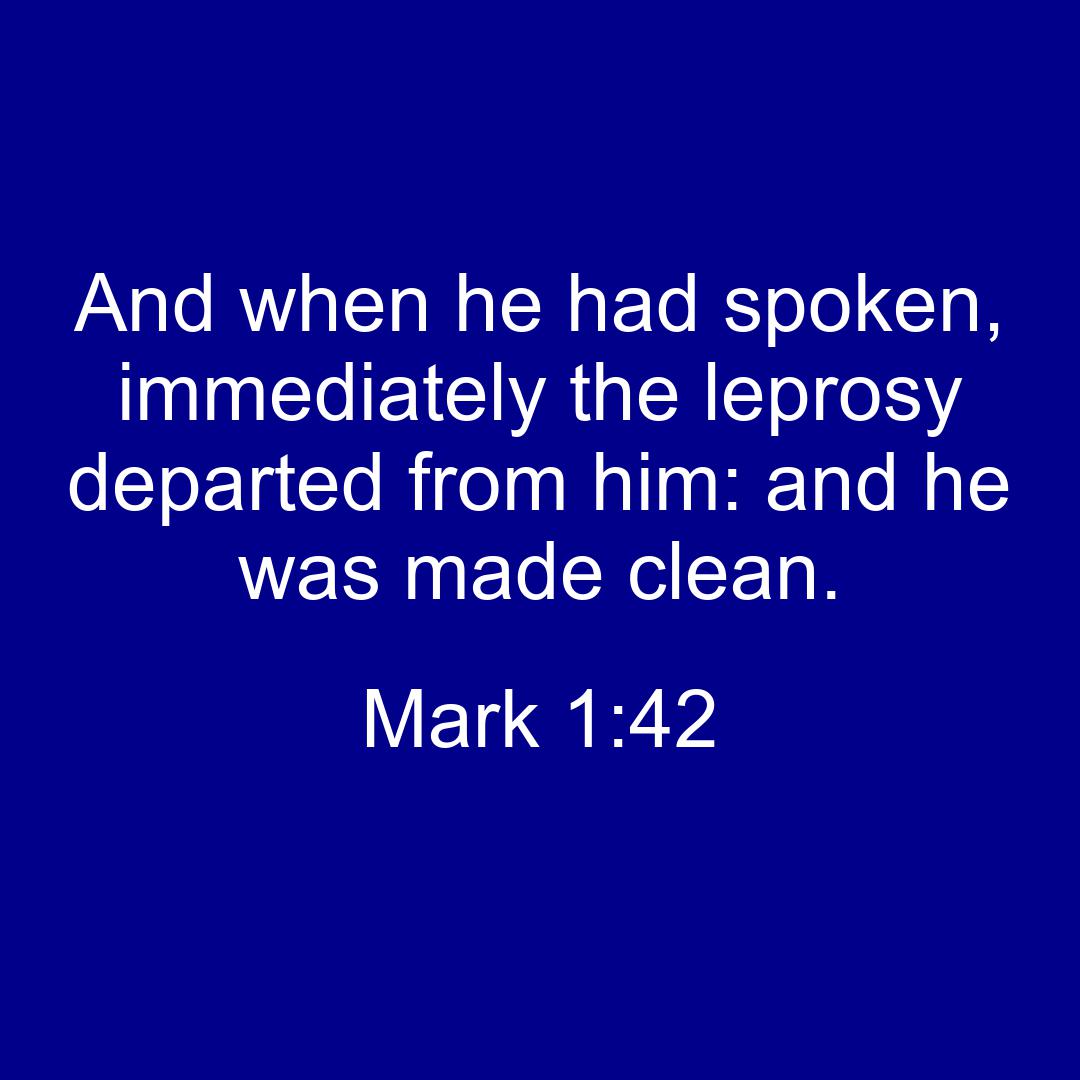 And when he had spoken,
immediately the leprosy
departed from him: and he
was made clean.
Mark 1:42